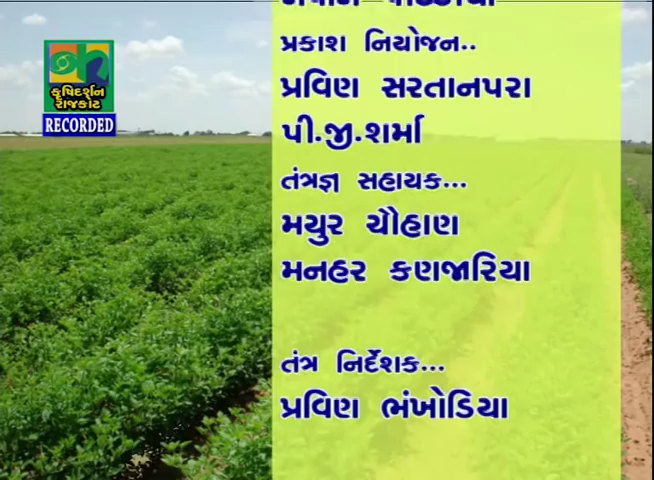 કૃષિદર્શન
રાજકોટ
RECORDED
પ્રકાશ નિયોજન..
પ્રવિણ સરતાનપરા
પી.જી.શર્મા
તંત્રજ્ઞ સહાયક...
મયુર ચૌહાણ
મનહર કણજારિયા
તંત્ર નિર્દેશક...
પ્રવિણ ભંખોડિયા